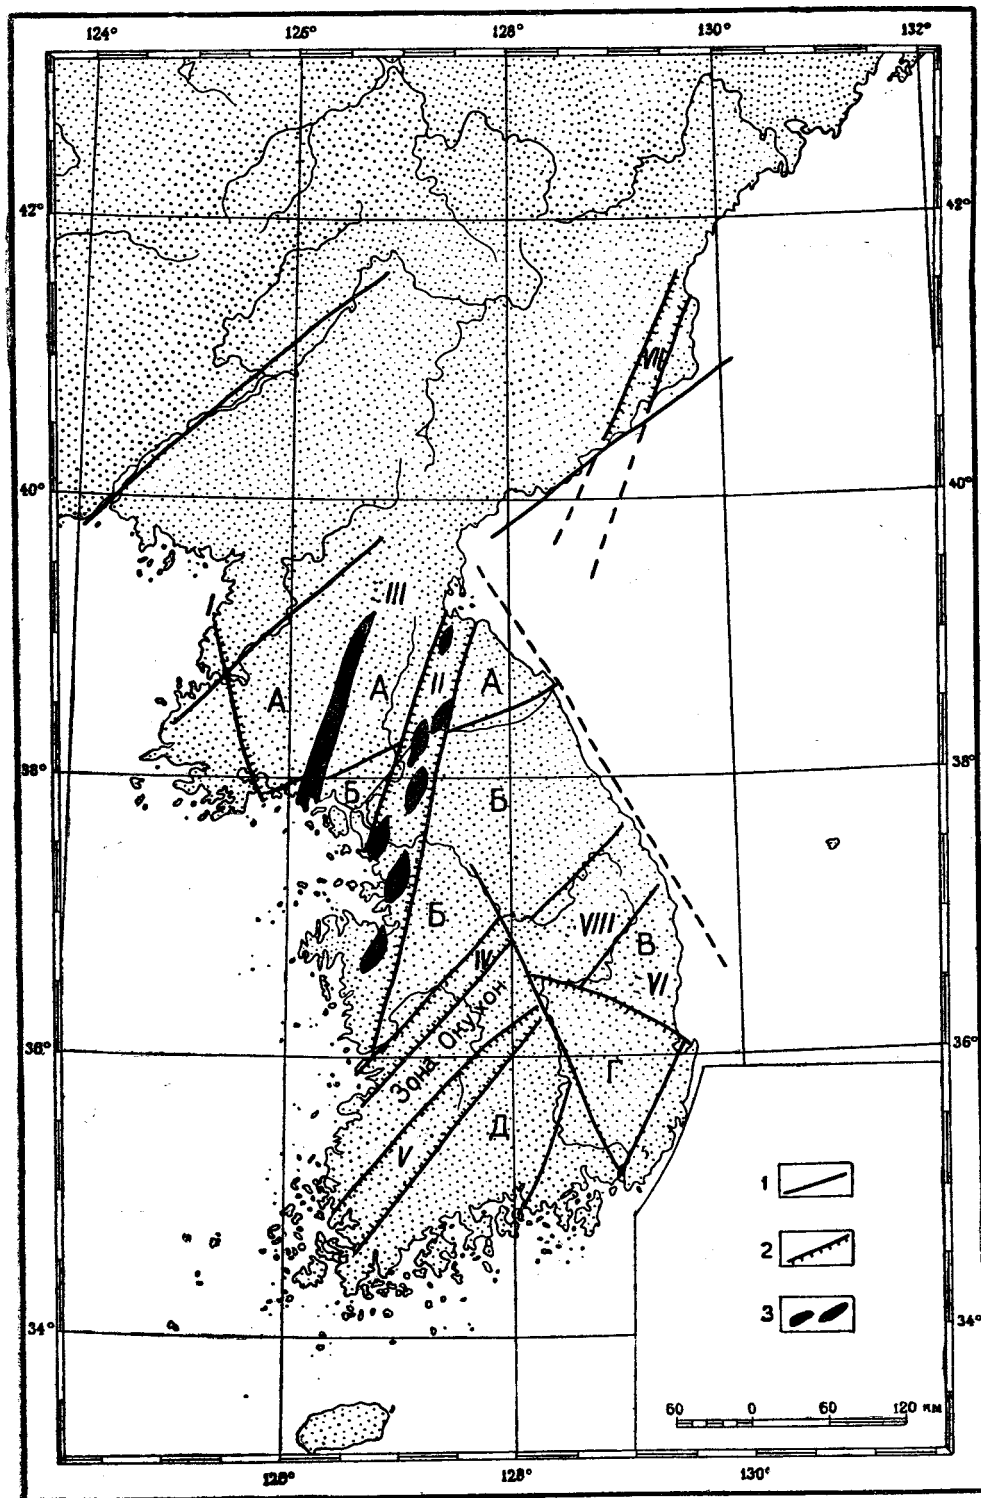 124° 126° 128° 130° 132°
42° 42°
VII
40° 40°
I
III
А А II А
38° 38°
Б Б
Б
VIII В
IV VI
36° 36°
Зона Окчхон
Г
V Д
1
2
3
34° 34°
60 0 60 120 км
126° 128° 130°